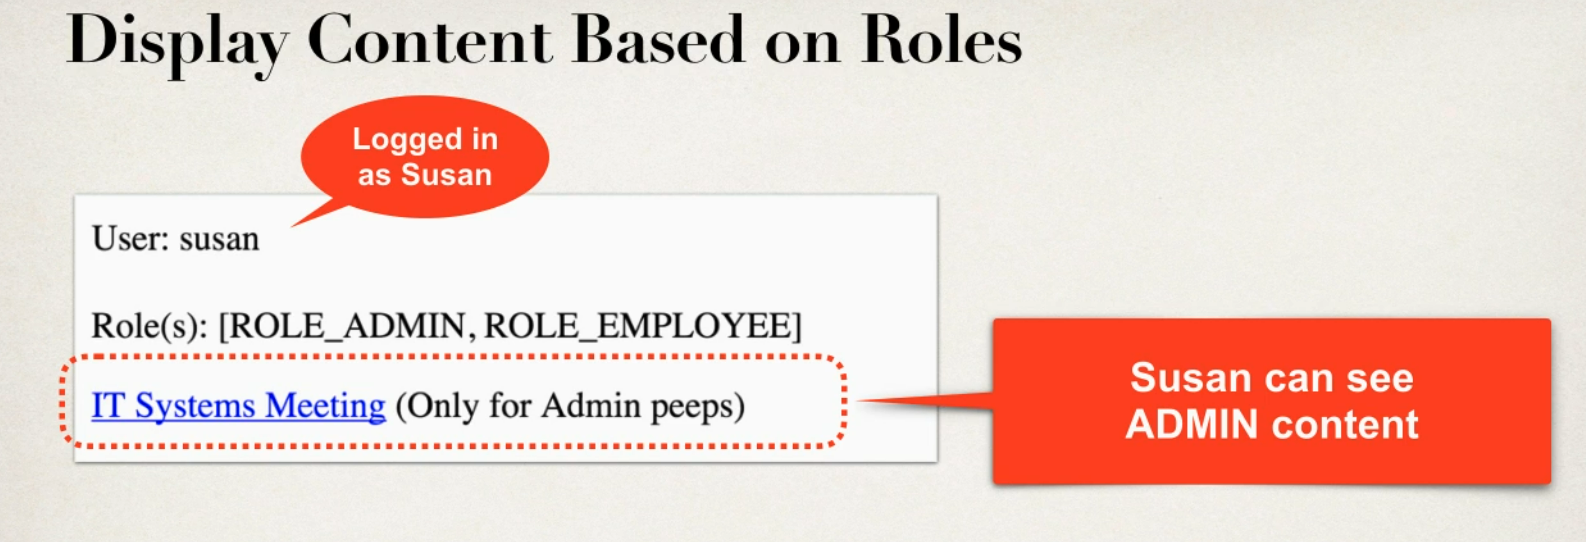 Display Content Based on Roles
Logged in
as Susan
User: susan
Role(s): [ROLE_ADMIN, ROLE_EMPLOYEE]
IT Systems Meeting (Only for Admin peeps)
Susan can see
ADMIN content